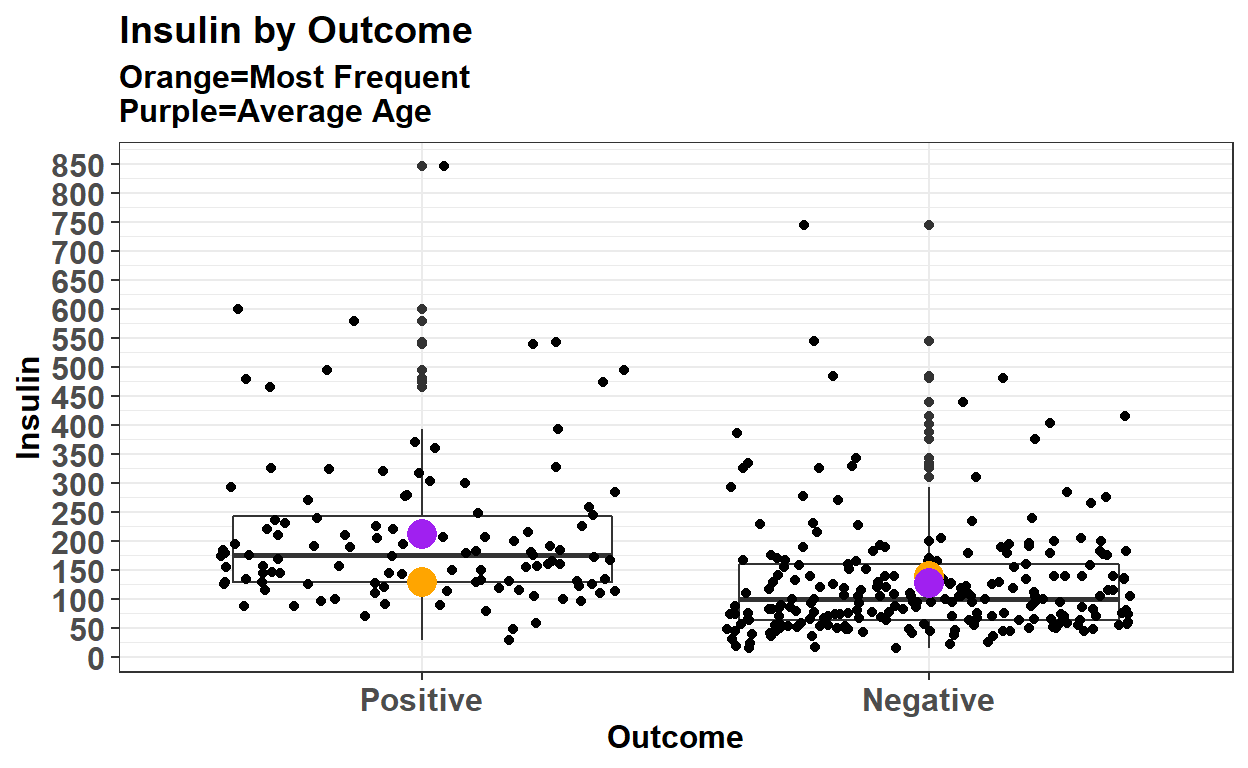 Insulin by Outcome
Orange=Most Frequent
Purple=Average Age
850
800
750
700
650
600
550
500
450
400
350
300
250
200
150
100
50
0
Insulin
Positive
Negative
Outcome